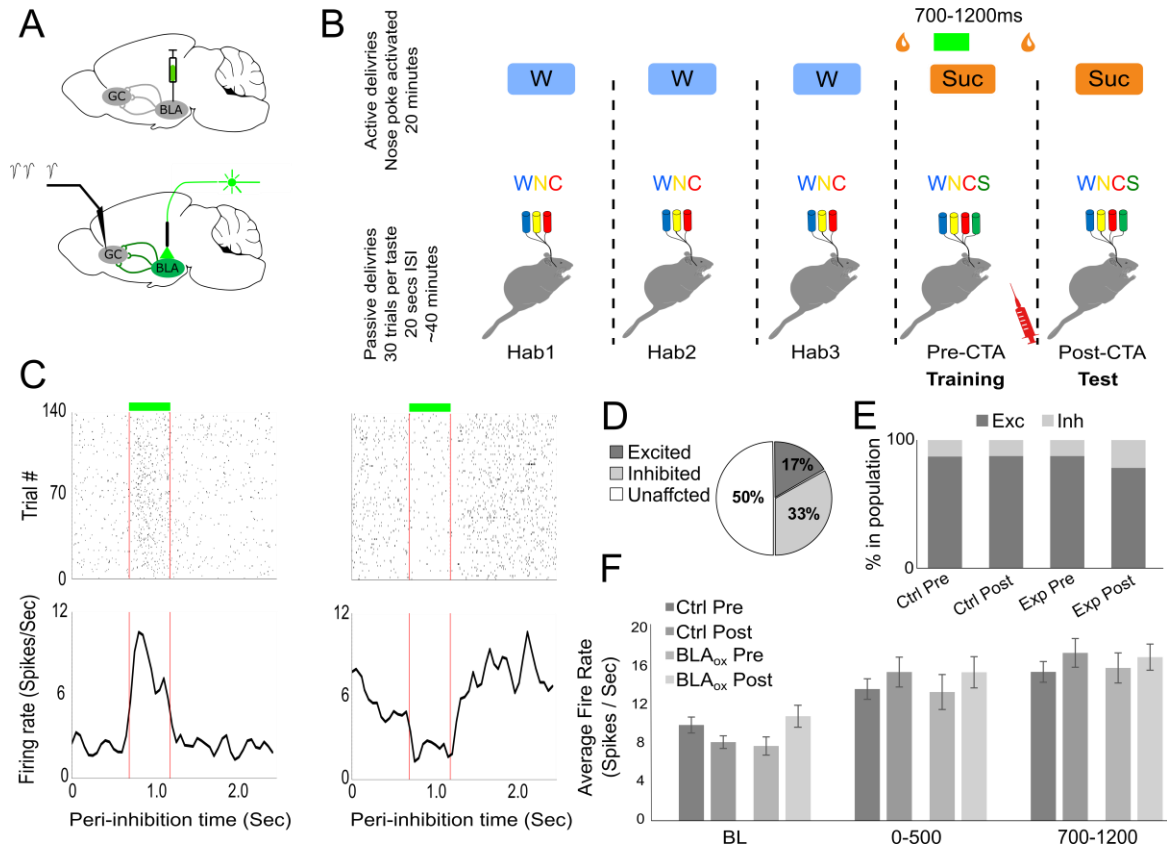 A
GC
BLA
GC
BLA
B
Active delivries
Nose poke activated
20 minutes
700-1200ms
W
W
W
Suc
Suc
Passive delivries
30 trials per taste
20 secs ISI
~40 minutes
WNC
WNC
WNC
WNCS
WNCS
Hab1
Hab2
Hab3
Pre-CTA
Training
Post-CTA
Test
C
Trial #
140
70
0
Firing rate (Spikes/Sec)
12
6
0
0
1.0
2.0
Peri-inhibition time (Sec)
12
6
0
0
1.0
2.0
Peri-inhibition time (Sec)
D
Excited
Inhibited
Unaffcted
17%
50%
33%
E
Exc
Inh
% in population
100
0
Ctrl Pre
Ctrl Post
Exp Pre
Exp Post
F
Ctrl Pre
Ctrl Post
BLAox Pre
BLAox Post
Average Fire Rate
(Spikes / Sec)
20
16
12
8
4
0
BL
0-500
700-1200